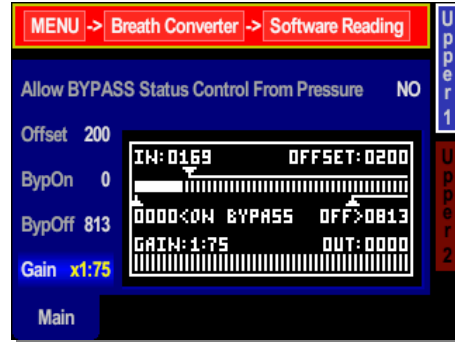 MENU -> Breath Converter -> Software Reading
Allow BYPASS Status Control From Pressure NO
Offset 200
BypOn 0
BypOff 813
Gain x1:75
IN:0169 OFFSET:0200
0000<ON BYPASS OFF>0813
GAIN:1:75 OUT:0000
Main
Upper 1
Upper 2